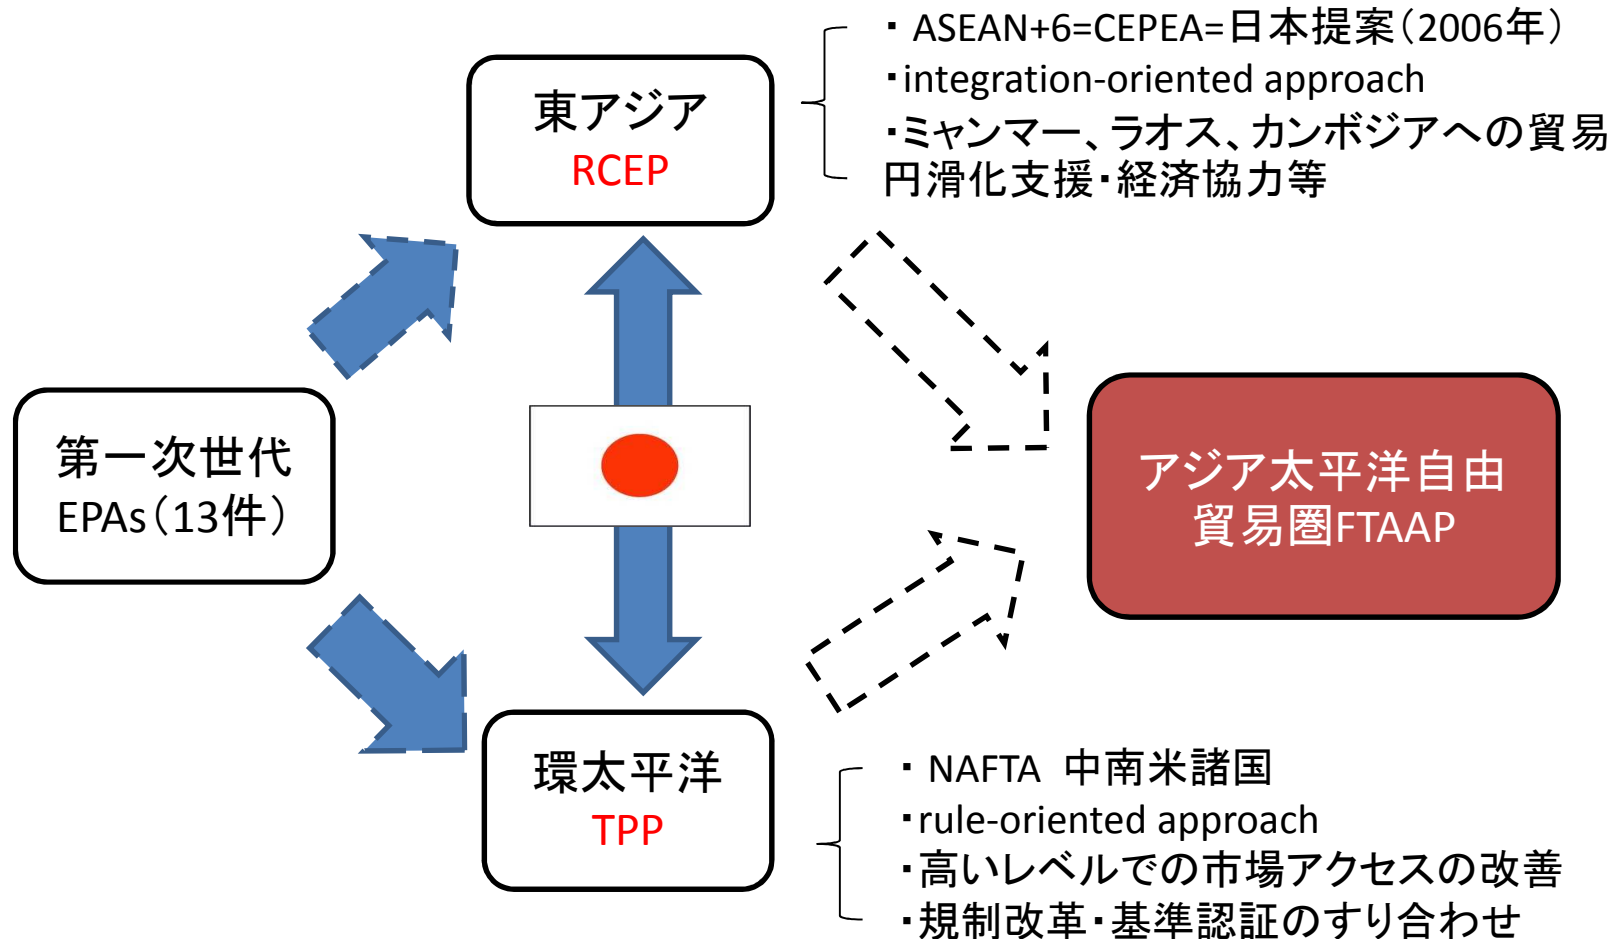 ・ ASEAN+6=CEPEA=日本提案（2006年）
・integration-oriented approach
・ミャンマー、ラオス、カンボジアへの貿易
円滑化支援・経済協力等
東アジア
RCEP
第一次世代
EPAs（13件）
アジア太平洋自由
貿易圏FTAAP
環太平洋
TPP
・ NAFTA 中南米諸国
・rule-oriented approach
・高いレベルでの市場アクセスの改善
・規制改革・基準認証のすり合わせ